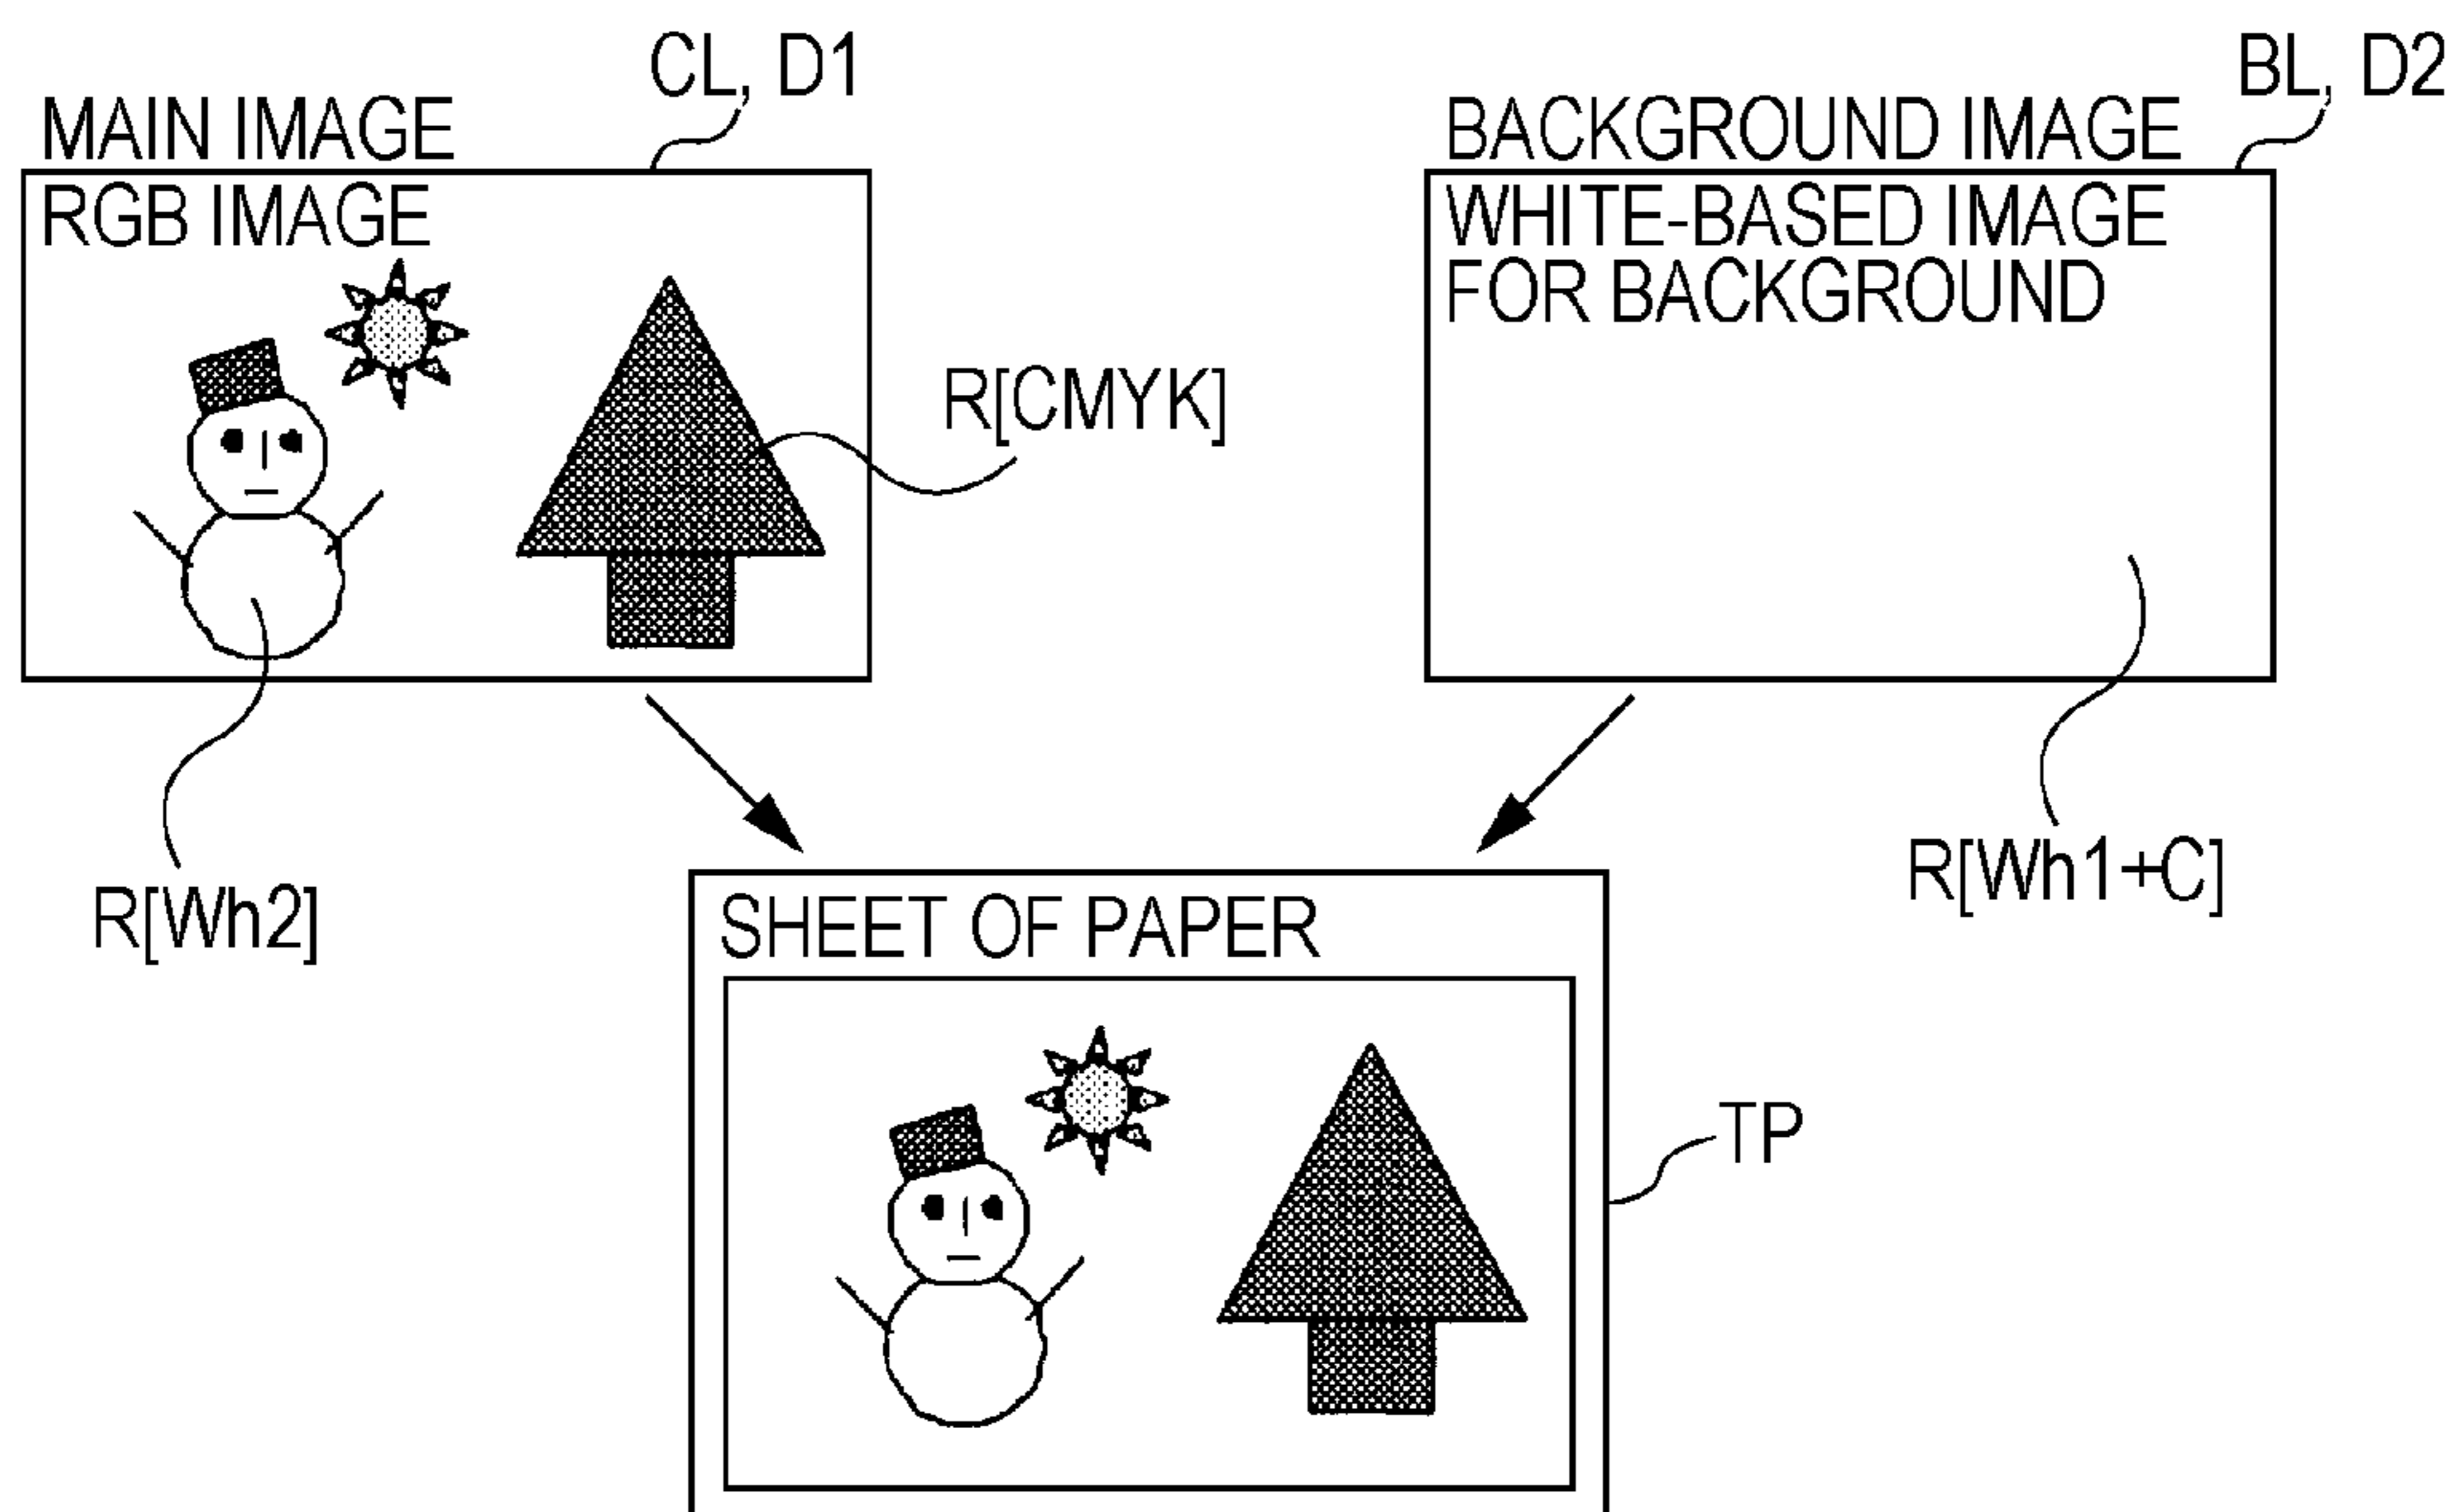 CL, D1
MAIN IMAGE
RGB IMAGE
R[CMYK]
R[Wh2]
BL, D2
BACKGROUND IMAGE
WHITE-BASED IMAGE
FOR BACKGROUND
R[Wh1+C]
SHEET OF PAPER
TP